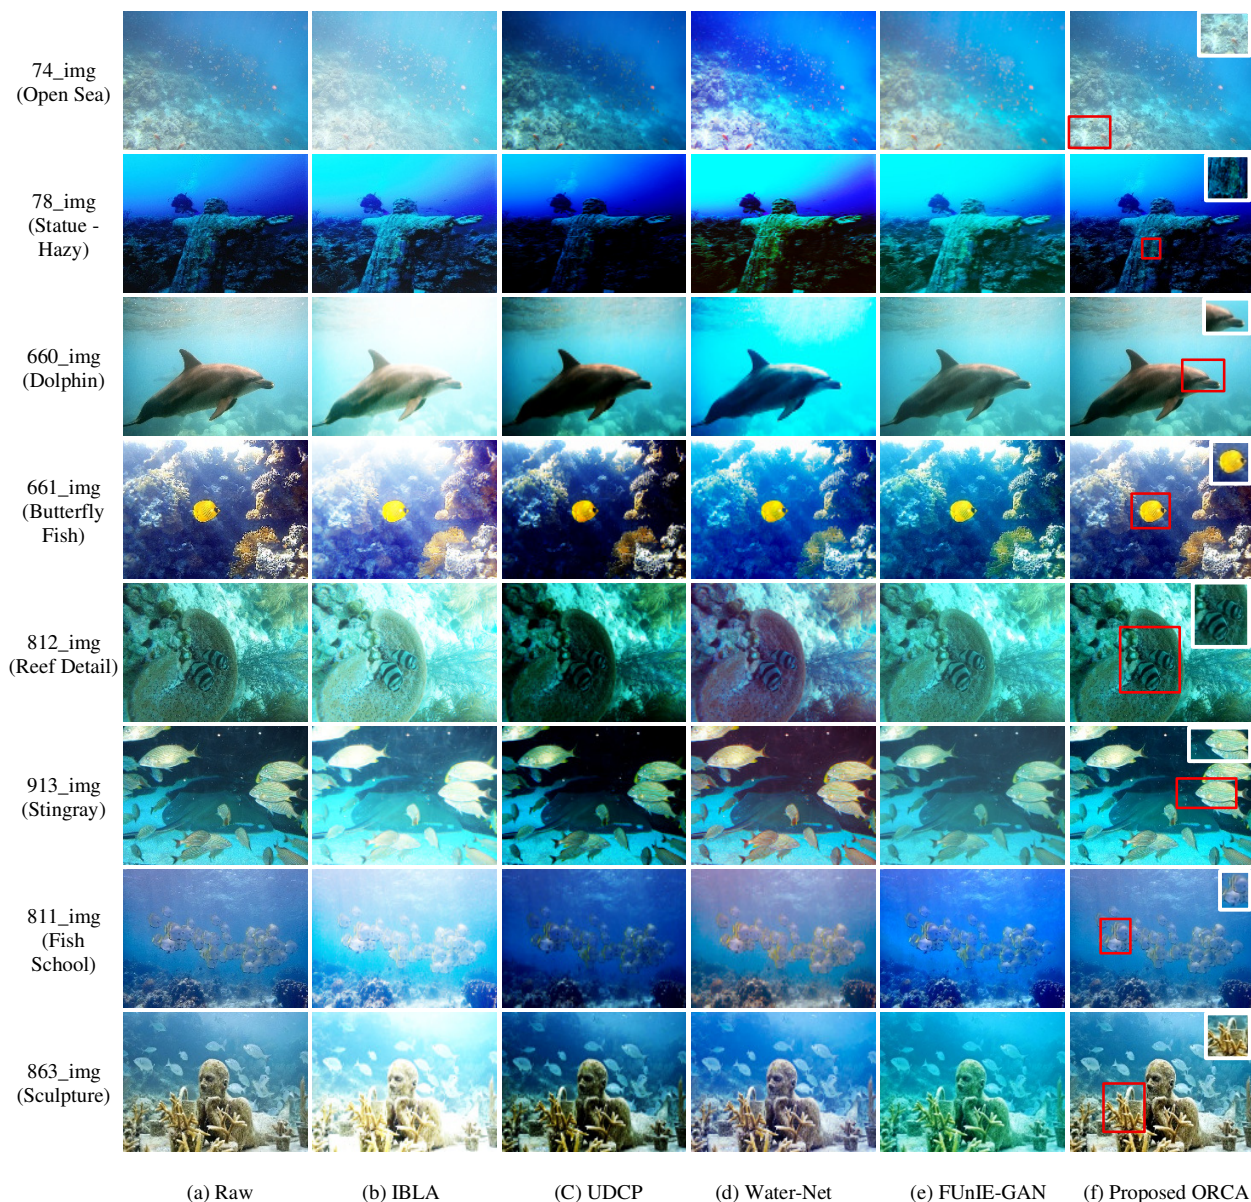 74_img
(Open Sea)
78_img
(Statue -
Hazy)
660_img
(Dolphin)
661_img
(Butterfly
Fish)
812_img
(Reef Detail)
913_img
(Stingray)
811_img
(Fish
School)
863_img
(Sculpture)
(a) Raw
(b) IBLA
(C) UDCP
(d) Water-Net
(e) FUnIE-GAN
(f) Proposed ORCA